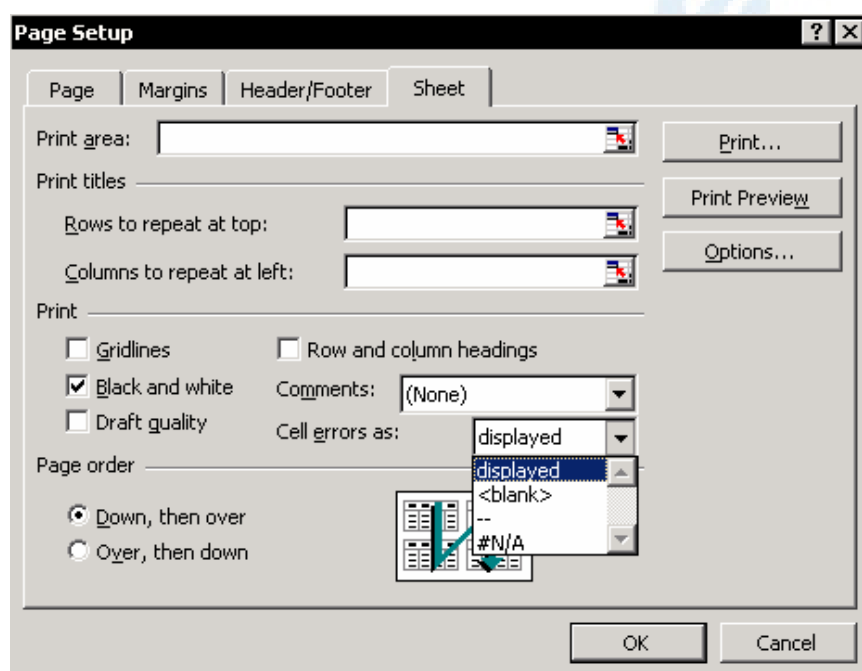 Page Setup
Page Margins Header/Footer Sheet
Print area: Print...
Print titles Print Preview
Rows to repeat at top:
Columns to repeat at left: Options...
Print
Gridlines Row and column headings
Black and white Comments: (None)
Draft quality Cell errors as: displayed
Page order displayed
<blank>
Down, then over --
Over, then down #N/A
OK Cancel